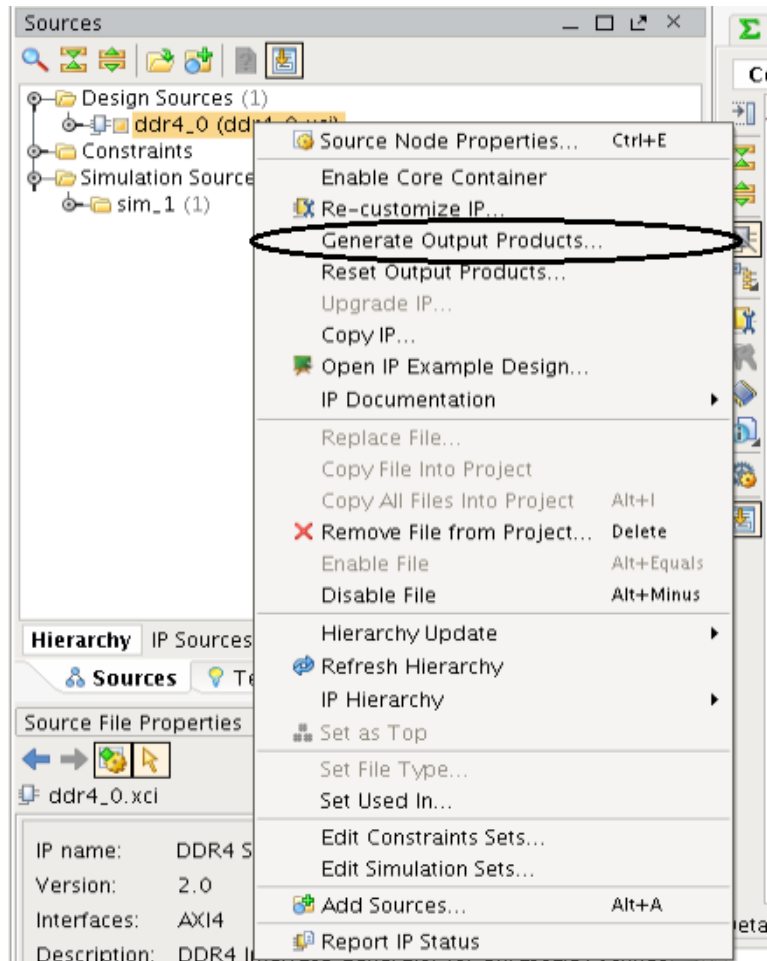 Sources
Design Sources (1)
ddr4_0 (ddr4_0.xci)
Constraints
Simulation Source
sim_1 (1)
Source Node Properties... Ctrl+E
Enable Core Container
Re-customize IP...
Generate Output Products...
Reset Output Products...
Upgrade IP...
Copy IP...
Open IP Example Design...
IP Documentation
Replace File...
Copy File Into Project
Copy All Files Into Project Alt+I
Remove File from Project... Delete
Enable File Alt+Equals
Disable File Alt+Minus
Hierarchy Update
Refresh Hierarchy
IP Hierarchy
Set as Top
Set File Type...
Set Used In...
Edit Constraints Sets...
Edit Simulation Sets...
Add Sources... Alt+A
Report IP Status
Hierarchy IP Sources
Sources Te
Source File Properties
ddr4_0.xci
IP name: DDR4 S
Version: 2.0
Interfaces: AXI4
Description: DDR4